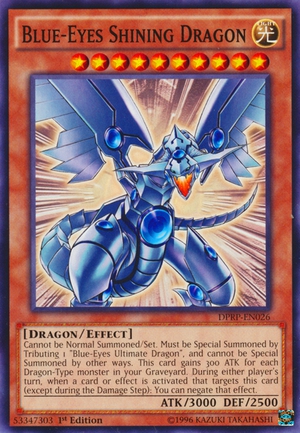 BLUE-EYES SHINING DRAGON
LIGHT
光
DPRP-EN026
[DRAGON/EFFECT]
Cannot be Normal Summoned/Set. Must be Special Summoned by
Tributing 1 "Blue-Eyes Ultimate Dragon", and cannot be Special
Summoned by other ways. This card gains 300 ATK for each
Dragon-Type monster in your Graveyard. During either player's
turn, when a card or effect is activated that targets this card
(except during the Damage Step): You can negate that effect.
ATK/3000 DEF/2500
53347303 1st Edition ©1996 KAZUKI TAKAHASHI